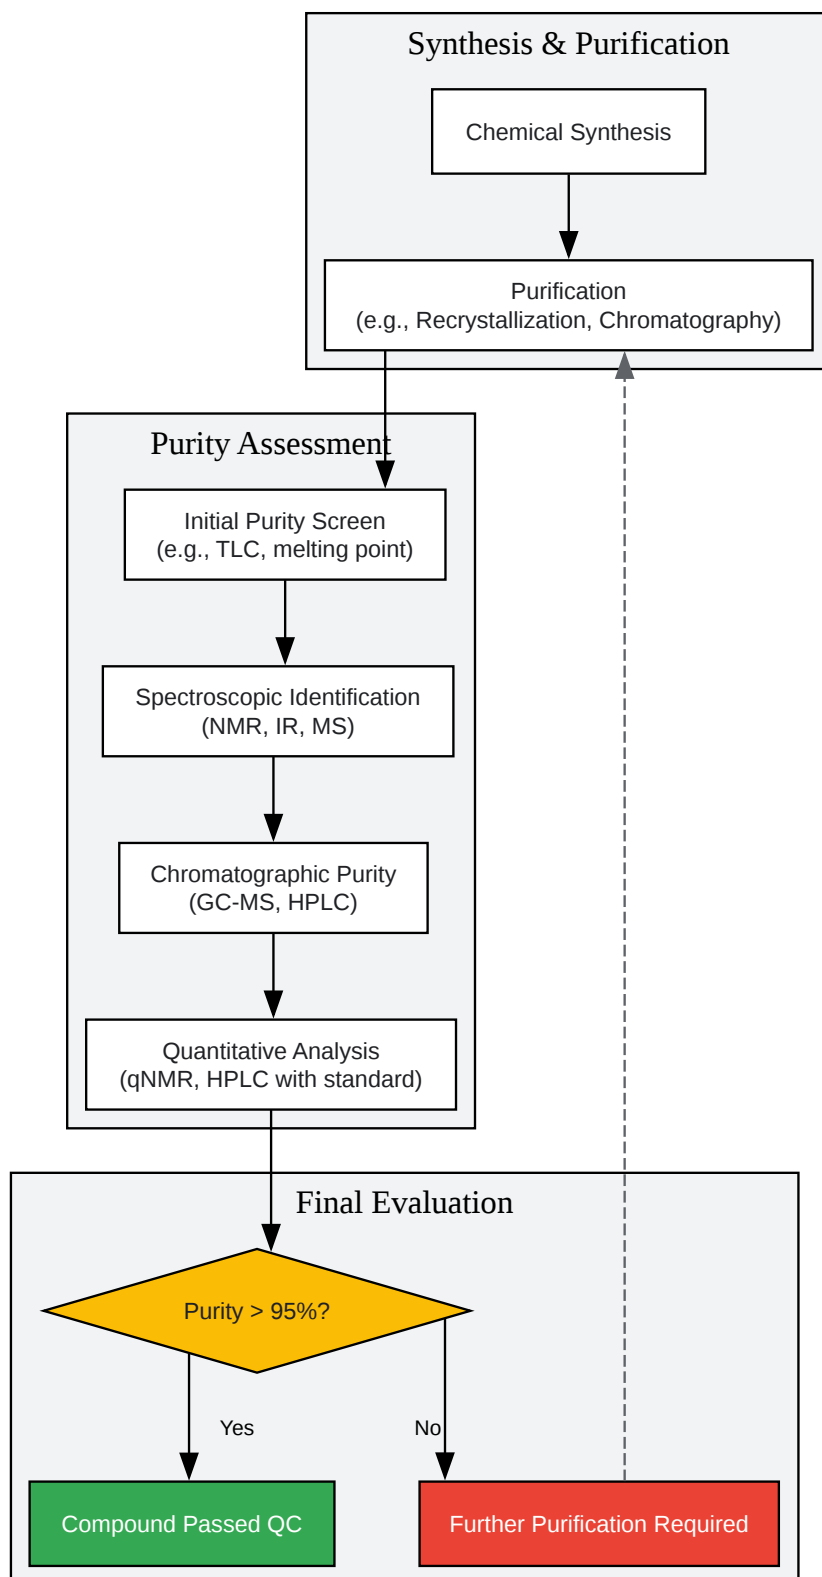 Synthesis & Purification
Chemical Synthesis
Purification
(e.g., Recrystallization, Chromatography)
Purity Assessment
Initial Purity Screen
(e.g., TLC, melting point)
Spectroscopic Identification
(NMR, IR, MS)
Chromatographic Purity
(GC-MS, HPLC)
Quantitative Analysis
(qNMR, HPLC with standard)
Final Evaluation
Purity > 95%?
Yes
No
Compound Passed QC
Further Purification Required